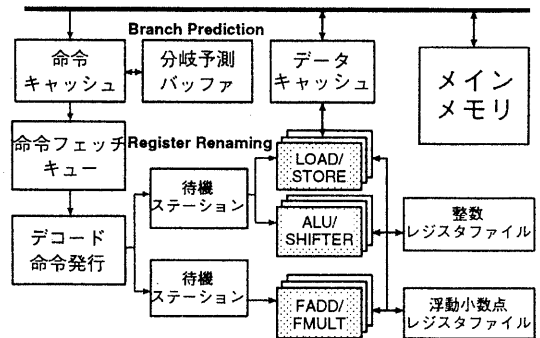 Branch Prediction
命令
キャッシュ
分岐予測
バッファ
データ
キャッシュ
メイン
メモリ
命令フェッチ
キュー
Register Renaming
LOAD/
STORE
待機
ステーション
ALU/
SHIFTER
整数
レジスタファイル
デコード
命令発行
待機
ステーション
FADD/
FMULT
浮動小数点
レジスタファイル